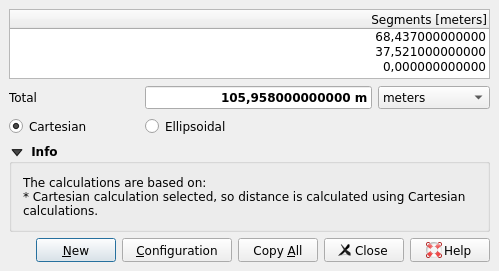 Segments [meters]
68,437000000000
37,521000000000
0,000000000000
Total 105,958000000000 m meters
Cartesian Ellipsoidal
Info
The calculations are based on:
* Cartesian calculation selected, so distance is calculated using Cartesian
calculations.
New Configuration Copy All Close Help